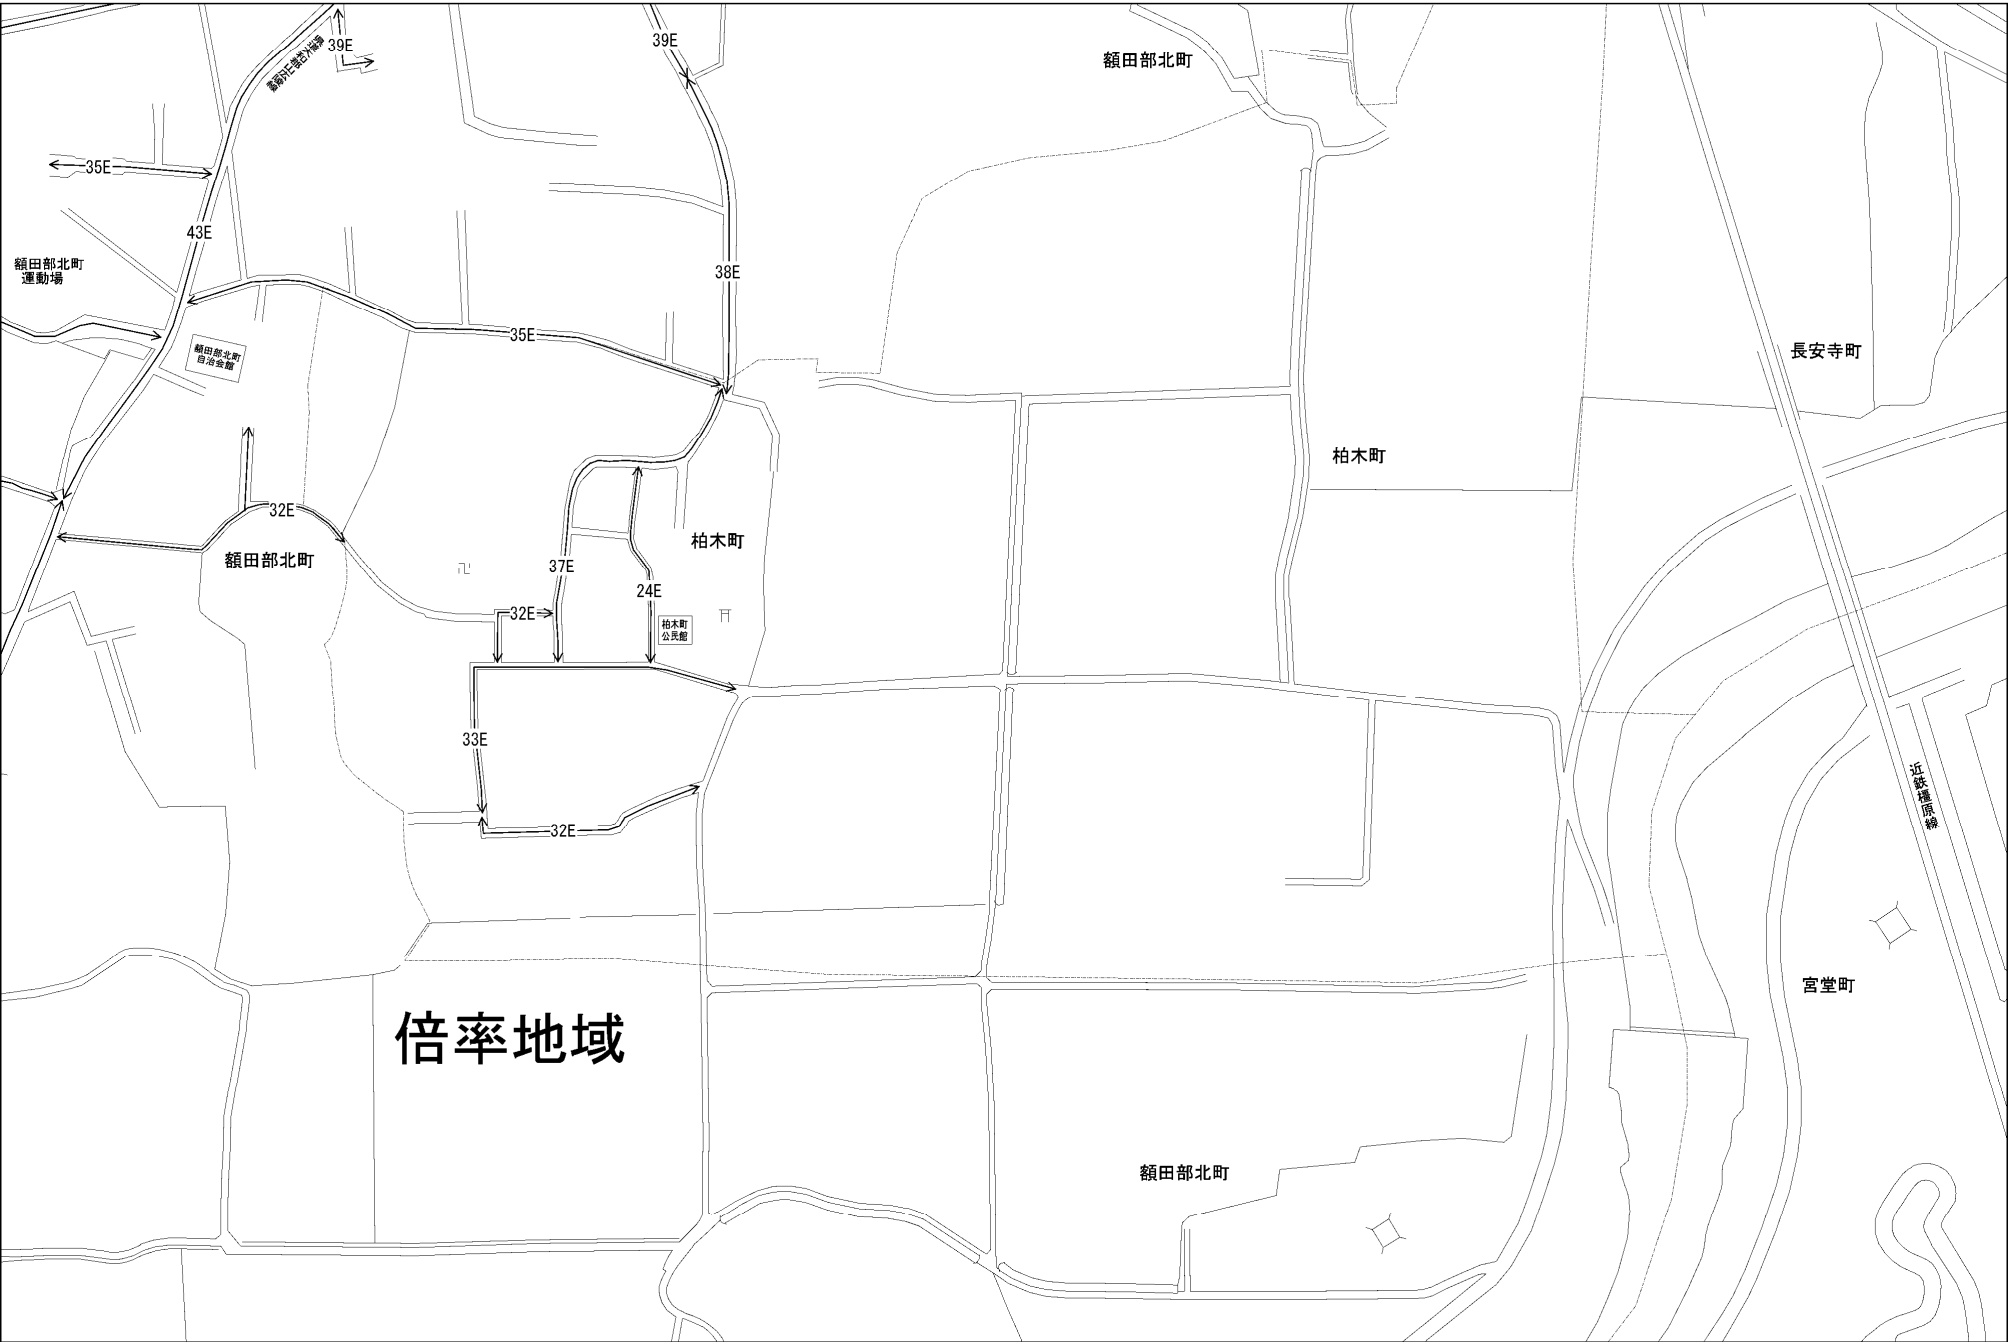 39E
39E
額田部北町
35E
43E
額田部北町
運動場
38E
35E
額田部北町
自治会館
長安寺町
柏木町
32E
額田部北町
柏木町
37E
24E
32E
柏木町
公民館
33E
近鉄橿原線
32E
宮堂町
倍率地域
額田部北町